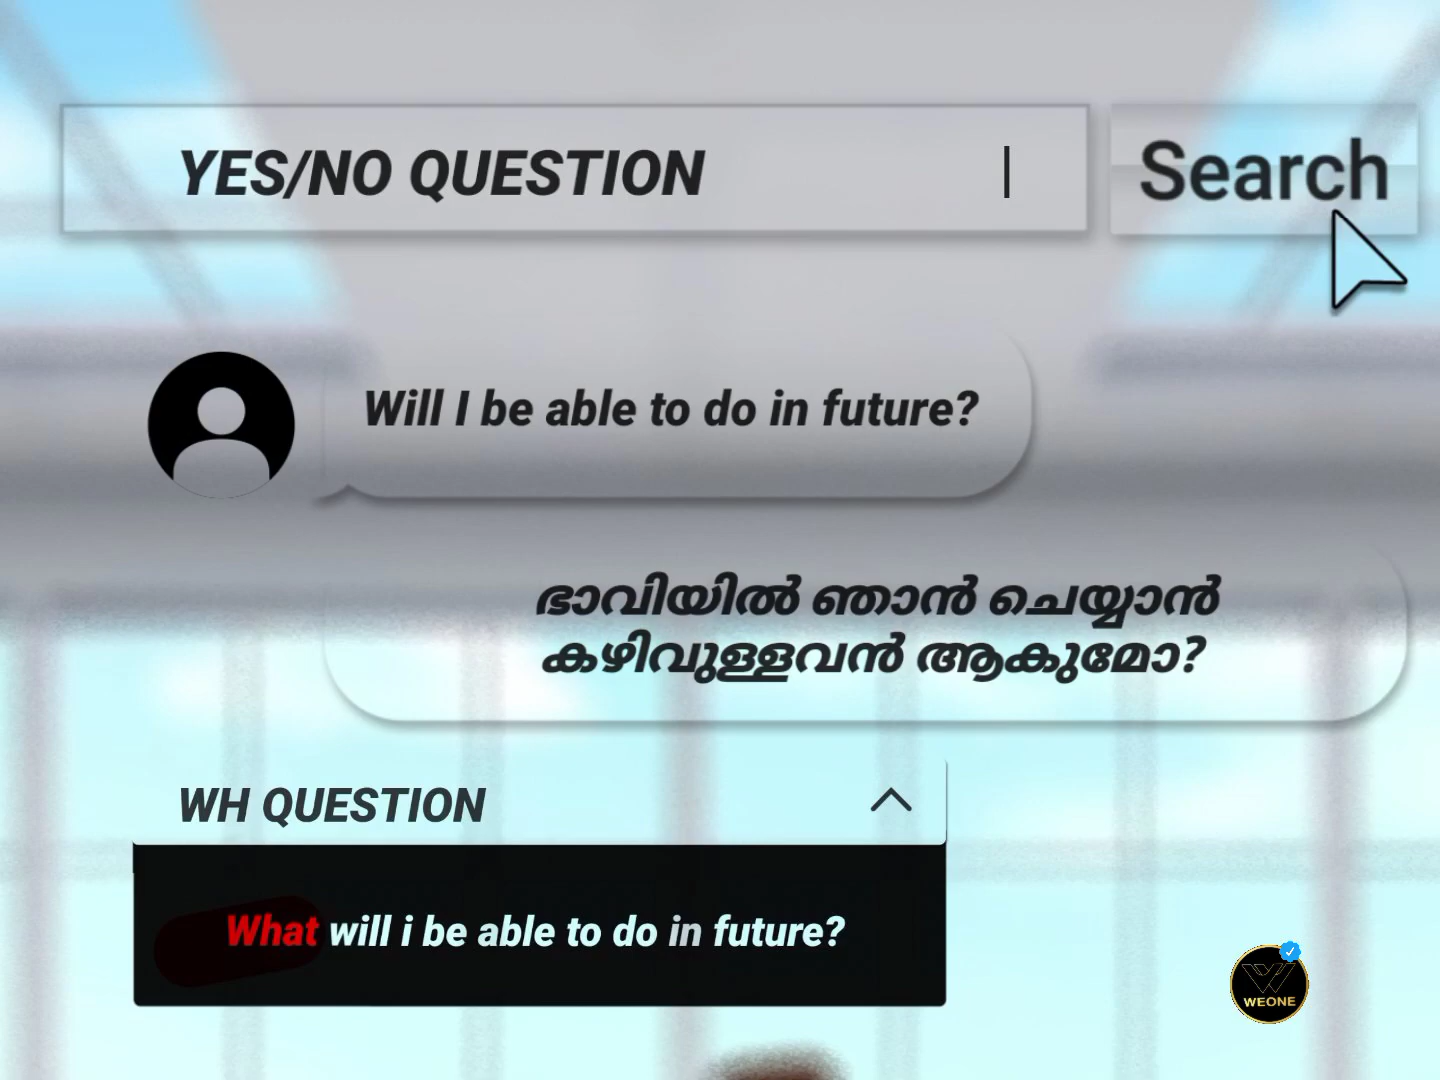 YES/NO QUESTION
Search
Will I be able to do in future?
ഭാവിയിൽ ഞാൻ ചെയ്യാൻ
കഴിവുള്ളവൻ ആകുമോ?
WH QUESTION
What will i be able to do in future?
WEONE